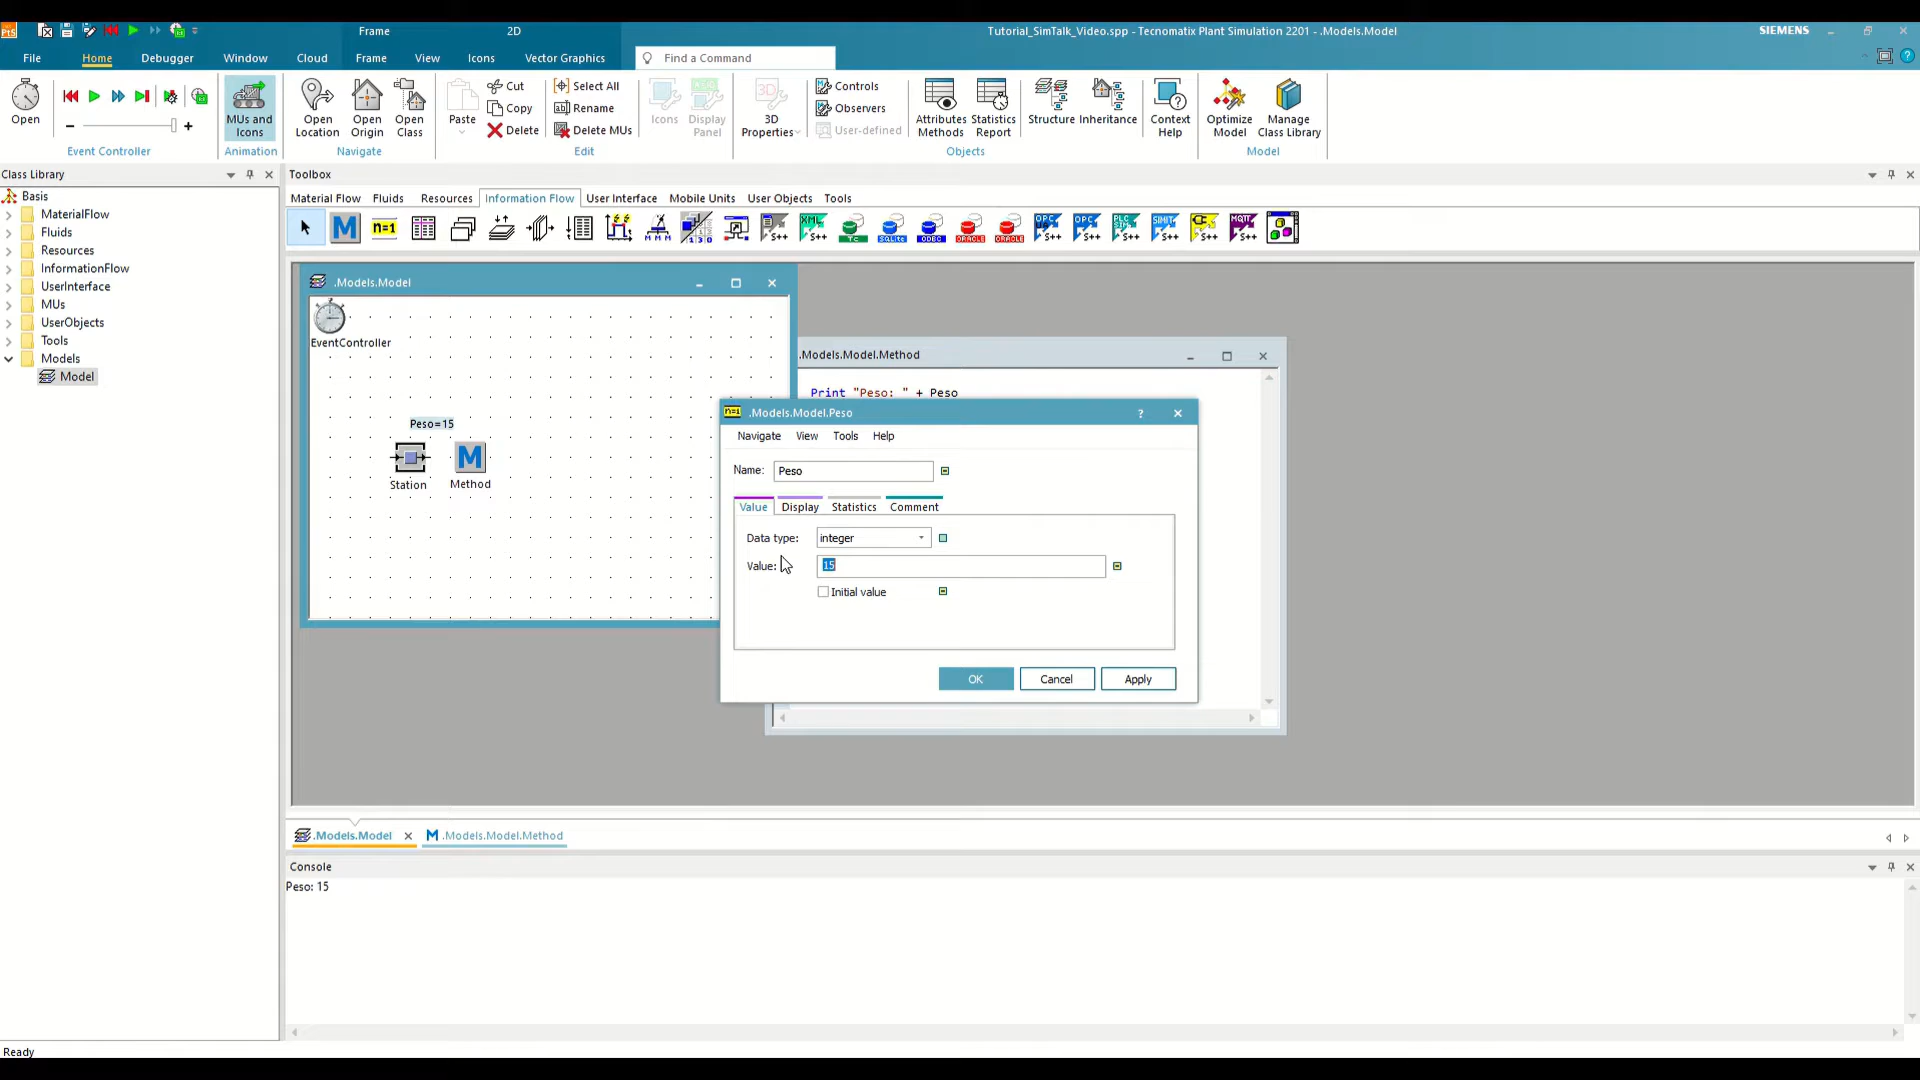 PtS
Frame
2D
Tutorial_SimTalk_Video.spp - Tecnomatix Plant Simulation 2201 - .Models.Model
SIEMENS
File
Home
Debugger
Window
Cloud
Frame
View
Icons
Vector Graphics
Find a Command
Open
Event Controller
MUs and Icons
Animation
Open Location
Open Origin
Open Class
Navigate
Paste
Cut
Copy
Delete
Select All
Rename
Delete MUs
Edit
Icons
Display Panel
3D Properties
Controls
Observers
User-defined
Attributes Methods
Statistics Report
Structure
Inheritance
Objects
Context Help
Optimize Model
Manage Class Library
Model
Class Library
Toolbox
Basis
MaterialFlow
Fluids
Resources
InformationFlow
UserInterface
MUs
UserObjects
Tools
Models
Model
Material Flow
Fluids
Resources
Information Flow
User Interface
Mobile Units
User Objects
Tools
.Models.Model
EventController
Peso=15
Station
M
Method
.Models.Model.Method
Print "Peso: " + Peso
n=1
.Models.Model.Peso
?
Navigate
View
Tools
Help
Name:
Peso
Value
Display
Statistics
Comment
Data type:
integer
Value:
15
Initial value
OK
Cancel
Apply
.Models.Model
M .Models.Model.Method
Console
Peso: 15
Ready